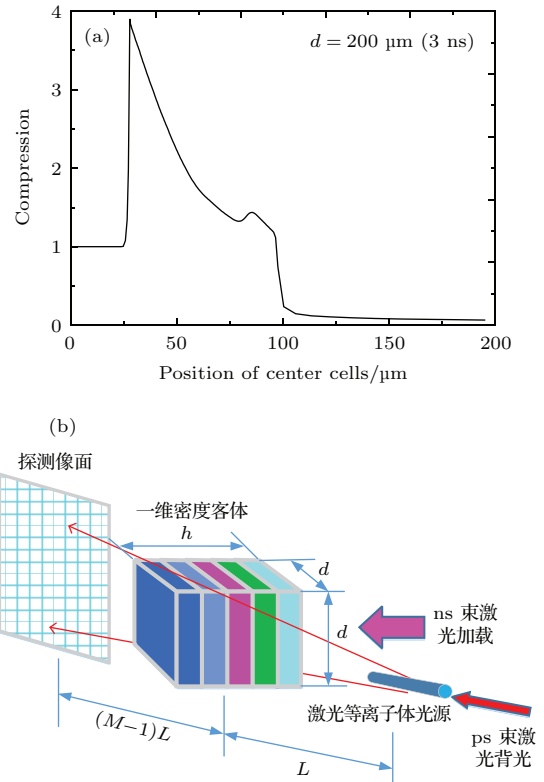 (a)
d = 200 µm (3 ns)
4
3
2
1
0
Compression
0
50
100
150
200
Position of center cells/µm
(b)
探测像面
一维密度客体
h
d
d
ns 束激
光加载
激光等离子体光源
ps 束激
光背光
(M−1)L
L